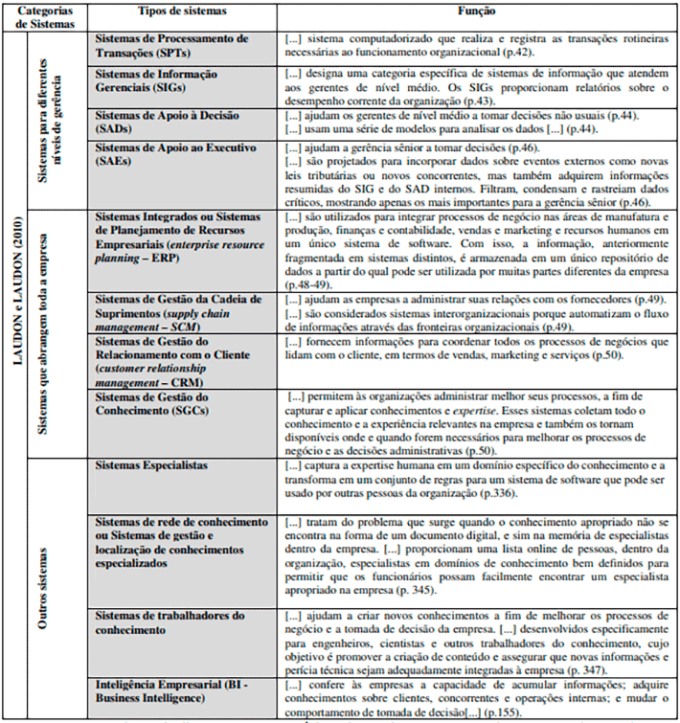 Categorias
de Sistemas
Tipos de sistemas
Função
LAUDON e LAUDON (2010)
Sistemas para diferentes
níveis de gerência
Sistemas de Processamento de
Transações (SPTs)
[...] sistema computadorizado que realiza e registra as transações rotineiras
necessárias ao funcionamento organizacional (p.42).
Sistemas de Informação
Gerenciais (SIGs)
[...] designa uma categoria específica de sistemas de informação que atendem
aos gerentes de nível médio. Os SIGs proporcionam relatórios sobre o
desempenho corrente da organização (p.43).
Sistemas de Apoio à Decisão
(SADs)
[...] ajudam os gerentes de nível médio a tomar decisões não usuais (p.44).
[...] usam uma série de modelos para analisar os dados [...] (p.44).
Sistemas de Apoio ao Executivo
(SAEs)
[...] ajudam a gerência sênior a tomar decisões (p.46).
[...] são projetados para incorporar dados sobre eventos externos como novas
leis tributárias ou novos concorrentes, mas também adquirem informações
resumidas do SIG e do SAD internos. Filtram, condensam e rastreiam dados
críticos, mostrando apenas os mais importantes para a gerência sênior (p.46).
Sistemas que abrangem toda a empresa
Sistemas Integrados ou Sistemas
de Planejamento de Recursos
Empresariais (enterprise resource
planning – ERP)
[...] são utilizados para integrar processos de negócio nas áreas de manufatura e
produção, finanças e contabilidade, vendas e marketing e recursos humanos em
um único sistema de software. Com isso, a informação, anteriormente
fragmentada em sistemas distintos, é armazenada em um único repositório de
dados a partir do qual pode ser utilizada por muitas partes diferentes da empresa
(p.48-49).
Sistemas de Gestão da Cadeia de
Suprimentos (supply chain
management – SCM)
[...] ajudam as empresas a administrar suas relações com os fornecedores (p.49).
[...] são considerados sistemas interorganizacionais porque automatizam o fluxo
de informações através das fronteiras organizacionais (p.49).
Sistemas de Gestão do
Relacionamento com o Cliente
(customer relationship
management – CRM)
[...] fornecem informações para coordenar todos os processos de negócios que
lidam com o cliente, em termos de vendas, marketing e serviços (p.50).
Sistemas de Gestão do
Conhecimento (SGCs)
[...] permitem às organizações administrar melhor seus processos, a fim de
capturar e aplicar conhecimentos e expertise. Esses sistemas coletam todo o
conhecimento e a experiência relevantes na empresa e também os tornam
disponíveis onde e quando forem necessários para melhorar os processos de
negócio e as decisões administrativas (p.50).
Outros sistemas
Sistemas Especialistas
[...] captura a expertise humana em um domínio específico do conhecimento e a
transforma em um conjunto de regras para um sistema de software que pode ser
usado por outras pessoas da organização (p.336).
Sistemas de rede de conhecimento
ou Sistemas de gestão e
localização de conhecimentos
especializados
[...] tratam do problema que surge quando o conhecimento apropriado não se
encontra na forma de um documento digital, e sim na memória de especialistas
dentro da empresa. [...] proporcionam uma lista online de pessoas, dentro da
organização, especialistas em domínios de conhecimento bem definidos para
permitir que os funcionários possam facilmente encontrar um especialista
apropriado na empresa (p. 345).
Sistemas de trabalhadores do
conhecimento
[...] ajudam a criar novos conhecimentos a fim de melhorar os processos de
negócio e a tomada de decisão da empresa. [...] desenvolvidos especificamente
para engenheiros, cientistas e outros trabalhadores do conhecimento, cujo
objetivo é promover a criação de conteúdo e assegurar que novas informações e
perícia técnica sejam adequadamente integradas à empresa (p. 347).
Inteligência Empresarial (BI -
Business Intelligence)
[...] confere às empresas a capacidade de acumular informações; adquire
conhecimentos sobre clientes, concorrentes e operações internas; e mudar o
comportamento de tomada de decisão[...] (p.155).